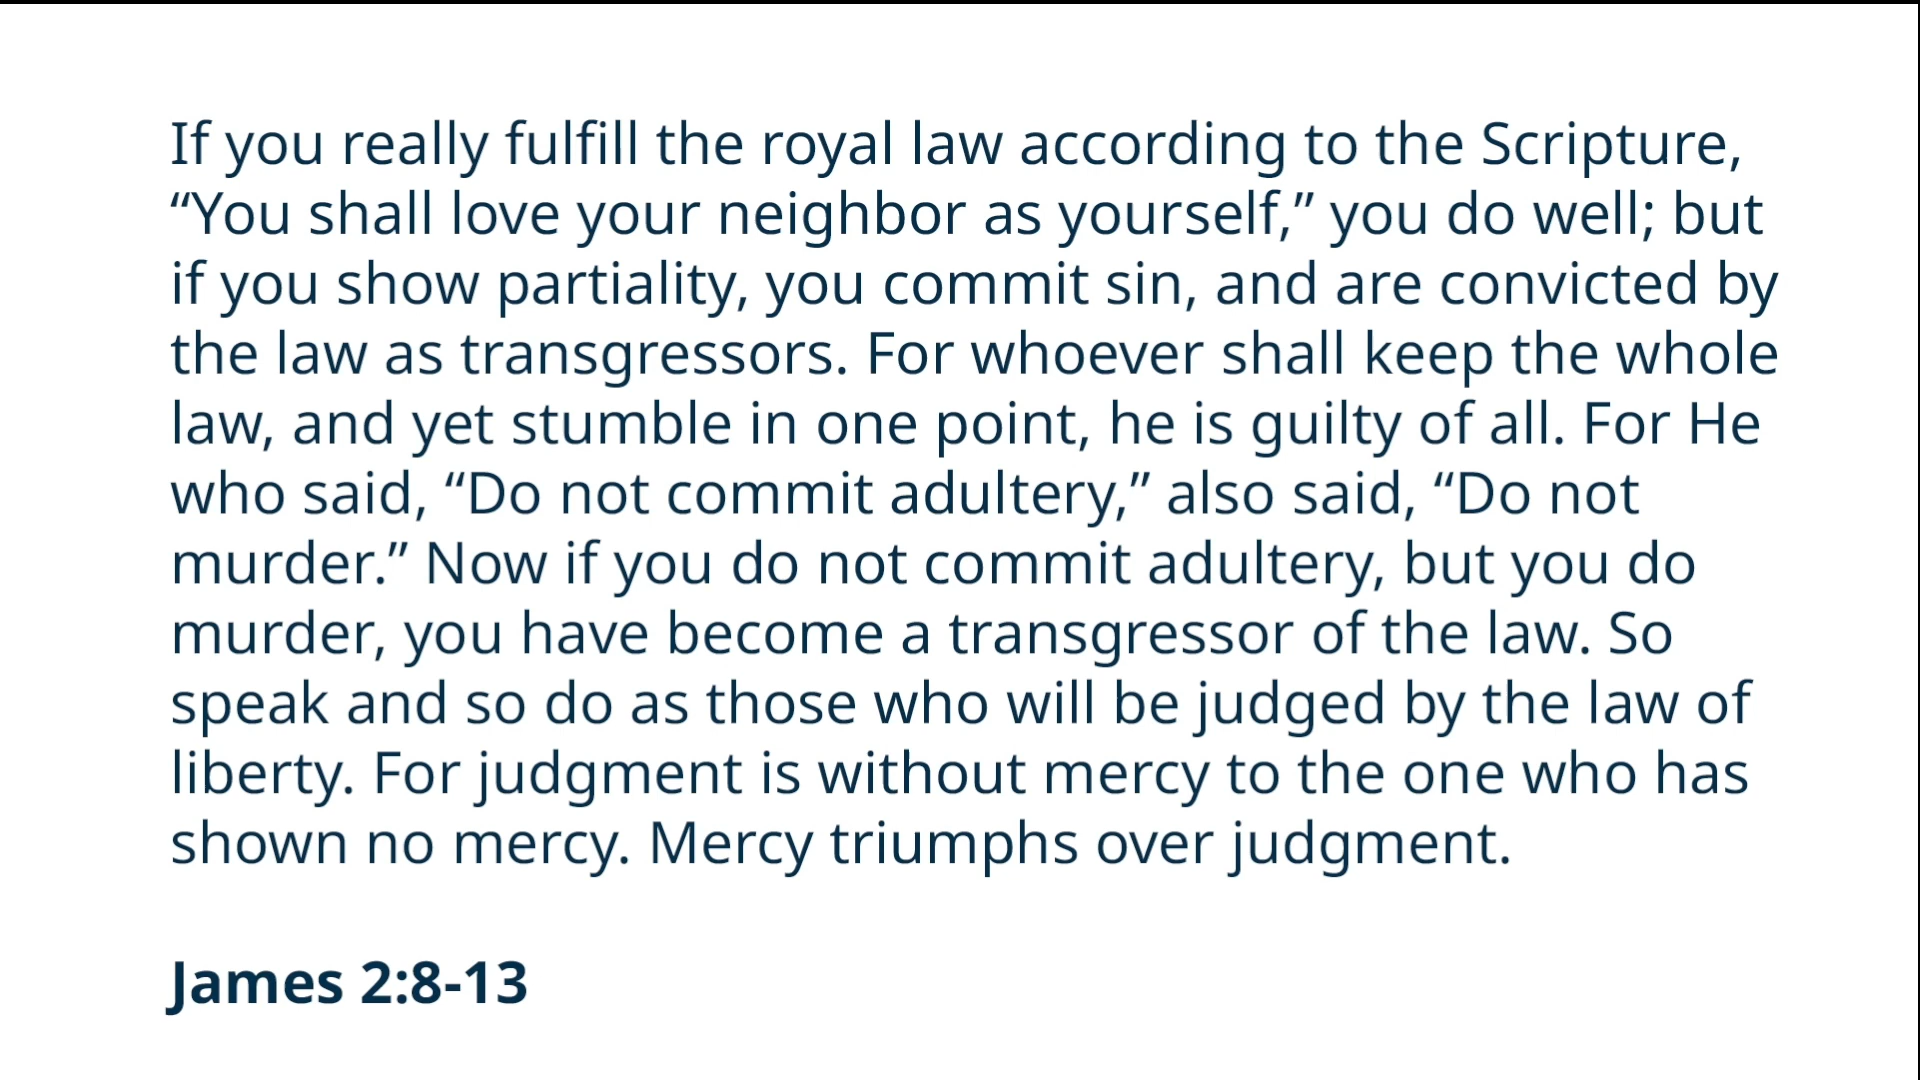 If you really fulfill the royal law according to the Scripture,
“You shall love your neighbor as yourself,” you do well; but
if you show partiality, you commit sin, and are convicted by
the law as transgressors. For whoever shall keep the whole
law, and yet stumble in one point, he is guilty of all. For He
who said, “Do not commit adultery,” also said, “Do not
murder.” Now if you do not commit adultery, but you do
murder, you have become a transgressor of the law. So
speak and so do as those who will be judged by the law of
liberty. For judgment is without mercy to the one who has
shown no mercy. Mercy triumphs over judgment.
James 2:8-13